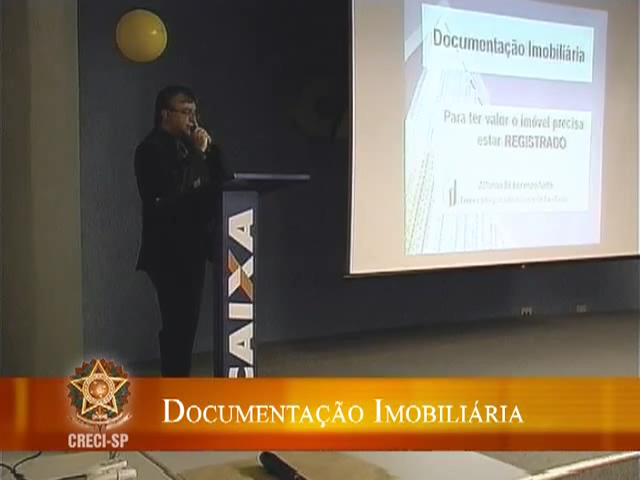 Documentação Imobiliária
Para ter valor o imóvel precisa
estar REGISTRADO
CAIXA
DOCUMENTAÇÃO IMOBILIÁRIA
CRECI-SP